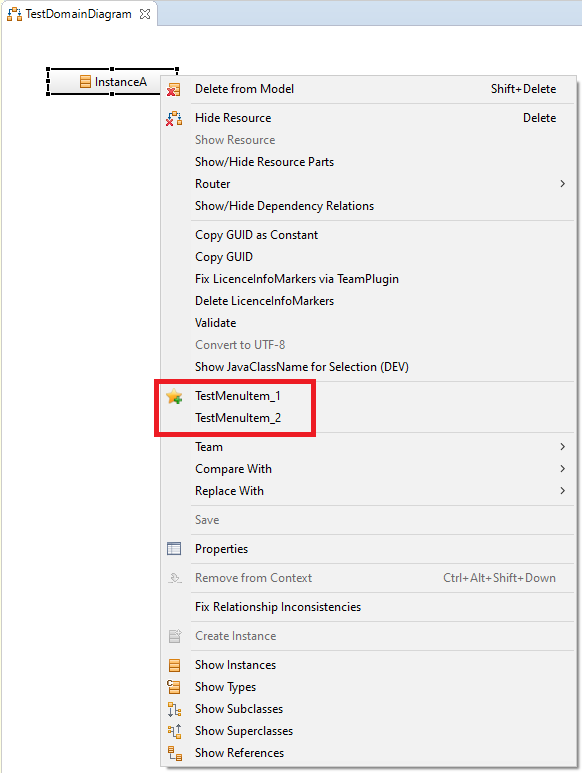 TestDomainDiagram
InstanceA
Delete from Model Shift+Delete
Hide Resource Delete
Show Resource
Show/Hide Resource Parts
Router
Show/Hide Dependency Relations
Copy GUID as Constant
Copy GUID
Fix LicenceInfoMarkers via TeamPlugin
Delete LicenceInfoMarkers
Validate
Convert to UTF-8
Show JavaClassName for Selection (DEV)
TestMenuItem_1
TestMenuItem_2
Team
Compare With
Replace With
Save
Properties
Remove from Context Ctrl+Alt+Shift+Down
Fix Relationship Inconsistencies
Create Instance
Show Instances
Show Types
Show Subclasses
Show Superclasses
Show References